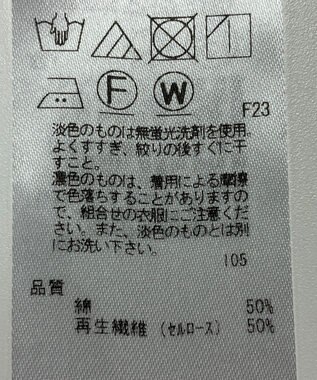 F W
F23
淡色のものは無蛍光洗剤を使用、
よくすすぎ、絞りの後すぐに干
すこと。
濃色のものは、着用による摩擦
で色落ちすることがありますの
で、組合せの衣服にご注意くだ
さい。また、淡色のものとは別
にお洗い下さい。
105
品質
綿 50%
再生繊維（セルロース） 50%